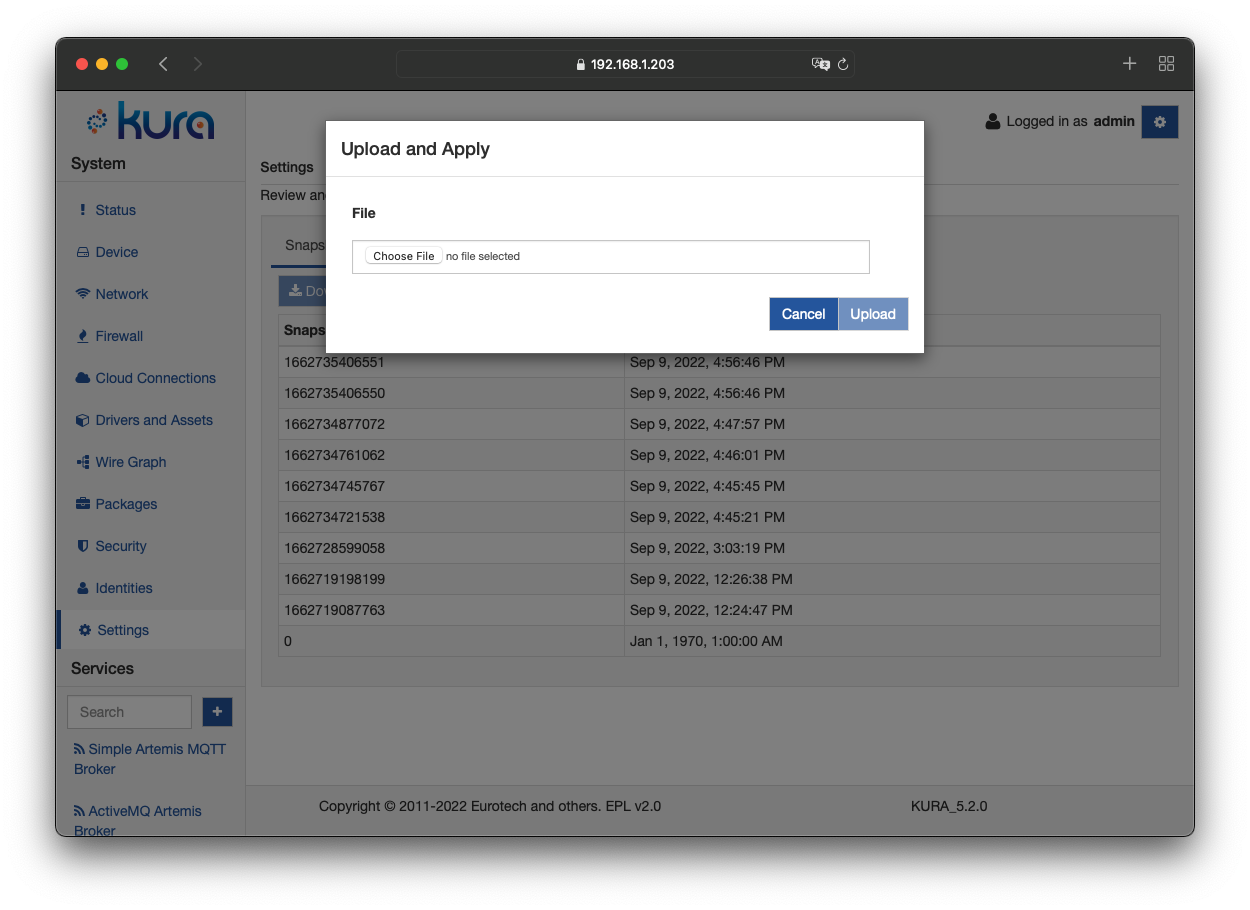 192.168.1.203
kura
Logged in as admin
System
Upload and Apply
Settings
Review an
File
Choose File no file selected
Cancel Upload
Snaps
Dow
Snaps
Status
Device
Network
Firewall
Cloud Connections
Drivers and Assets
Wire Graph
Packages
Security
Identities
Settings
1662735406551 Sep 9, 2022, 4:56:46 PM
1662735406550 Sep 9, 2022, 4:56:46 PM
1662734877072 Sep 9, 2022, 4:47:57 PM
1662734761062 Sep 9, 2022, 4:46:01 PM
1662734745767 Sep 9, 2022, 4:45:45 PM
1662734721538 Sep 9, 2022, 4:45:21 PM
1662728599058 Sep 9, 2022, 3:03:19 PM
1662719198199 Sep 9, 2022, 12:26:38 PM
1662719087763 Sep 9, 2022, 12:24:47 PM
0 Jan 1, 1970, 1:00:00 AM
Services
Search
Simple Artemis MQTT
Broker
ActiveMQ Artemis
Broker
Copyright © 2011-2022 Eurotech and others. EPL v2.0 KURA_5.2.0